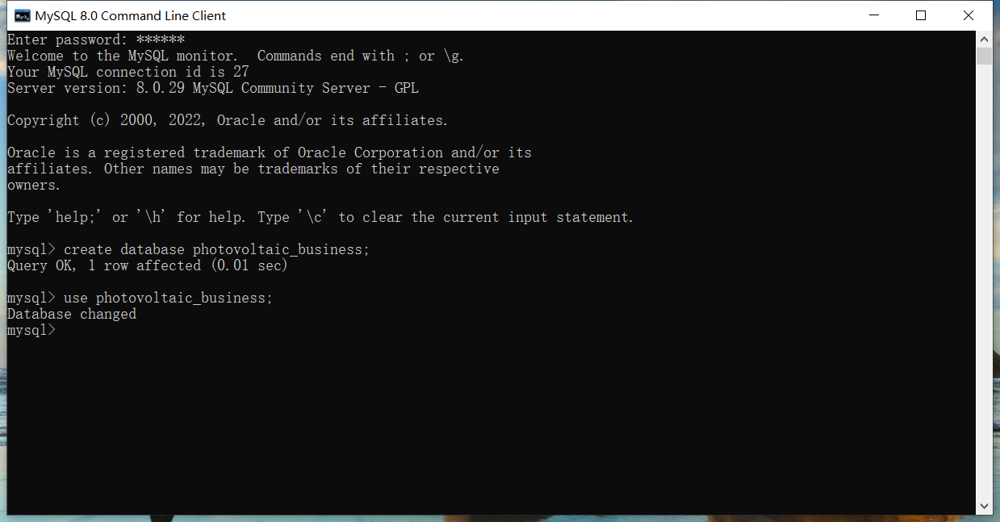 MySQL 8.0 Command Line Client
Enter password: ******
Welcome to the MySQL monitor.  Commands end with ; or \g.
Your MySQL connection id is 27
Server version: 8.0.29 MySQL Community Server - GPL
Copyright (c) 2000, 2022, Oracle and/or its affiliates.
Oracle is a registered trademark of Oracle Corporation and/or its
affiliates. Other names may be trademarks of their respective
owners.
Type 'help;' or '\h' for help. Type '\c' to clear the current input statement.
mysql> create database photovoltaic_business;
Query OK, 1 row affected (0.01 sec)
mysql> use photovoltaic_business;
Database changed
mysql>